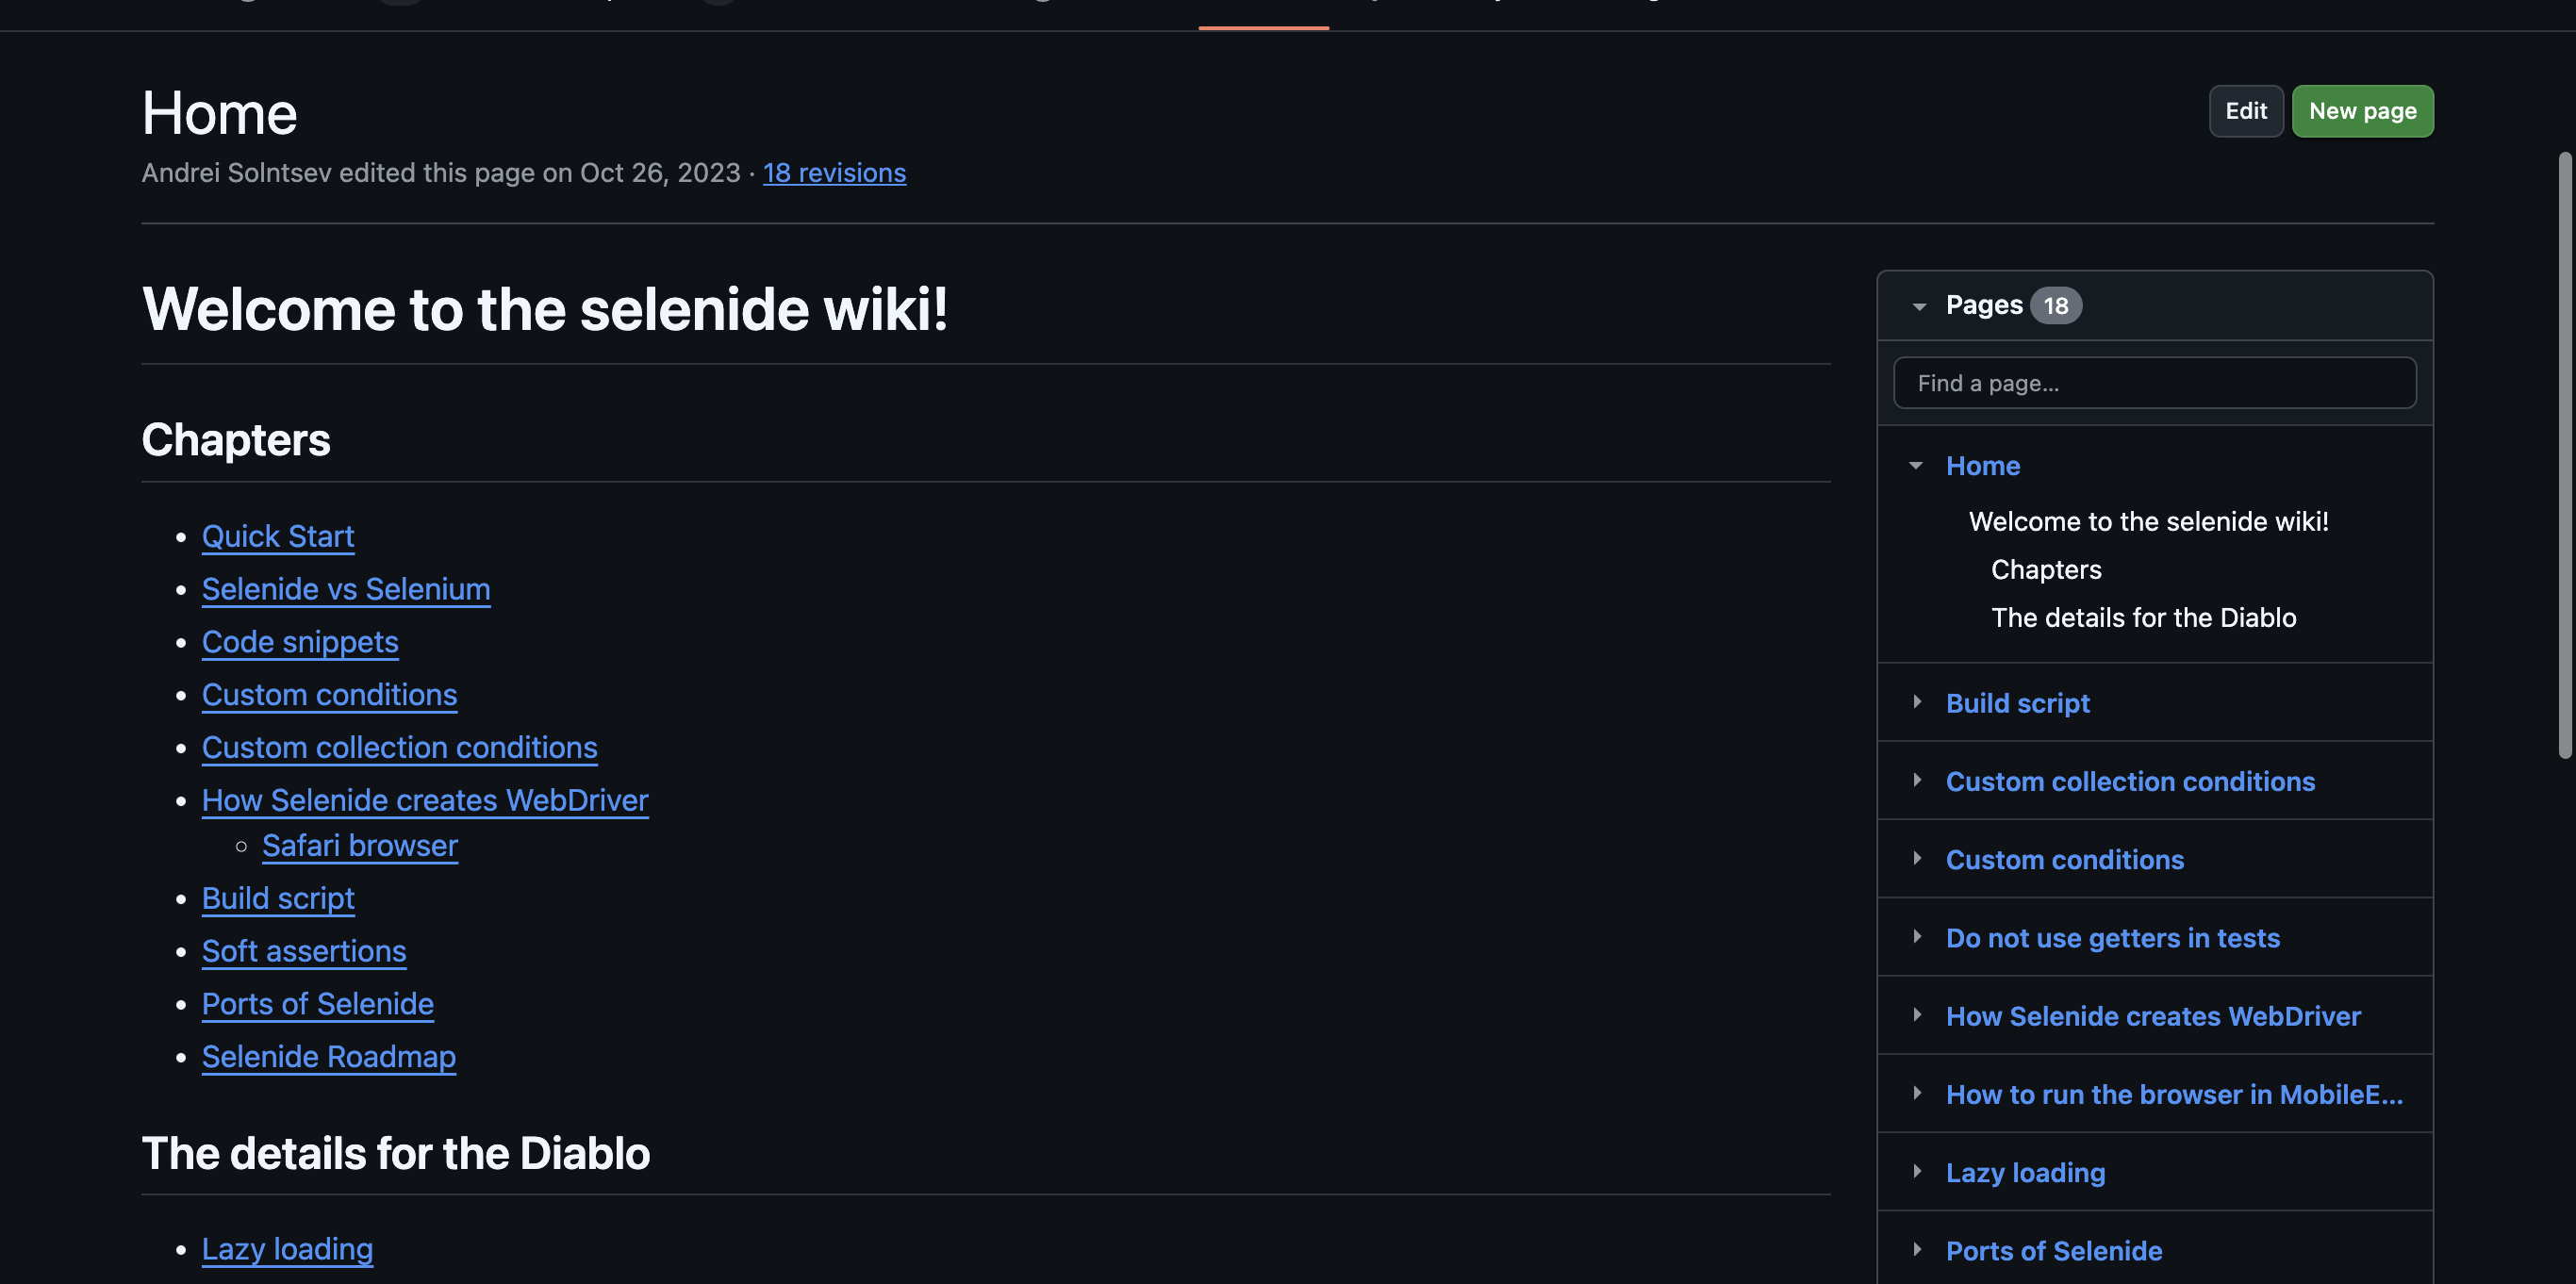 Home
Edit
New page
Andrei Solntsev edited this page on Oct 26, 2023 · 18 revisions
Welcome to the selenide wiki!
Chapters
Quick Start
Selenide vs Selenium
Code snippets
Custom conditions
Custom collection conditions
How Selenide creates WebDriver
Safari browser
Build script
Soft assertions
Ports of Selenide
Selenide Roadmap
The details for the Diablo
Lazy loading
Pages 18
Find a page...
Home
Welcome to the selenide wiki!
Chapters
The details for the Diablo
Build script
Custom collection conditions
Custom conditions
Do not use getters in tests
How Selenide creates WebDriver
How to run the browser in MobileE...
Lazy loading
Ports of Selenide